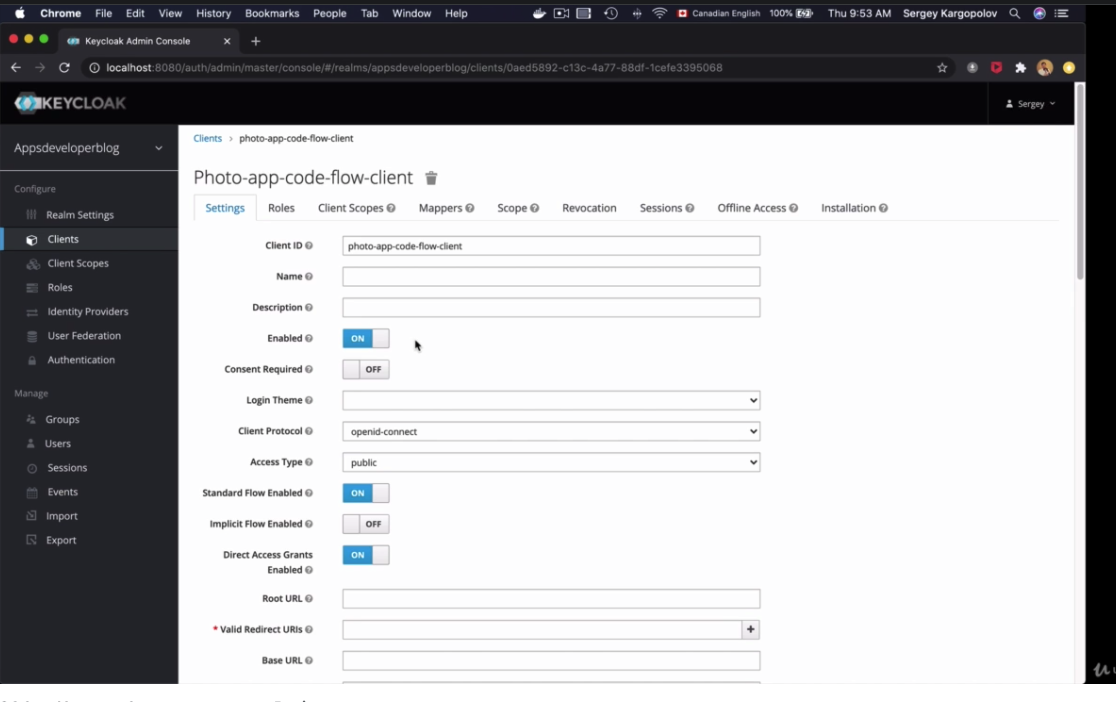 Chrome File Edit View History Bookmarks People Tab Window Help Canadian English 100% Thu 9:53 AM Sergey Kargopolov
Keycloak Admin Console
localhost:8080/auth/admin/master/console/#/realms/appsdeveloperblog/clients/0aed5892-c13c-4a77-88df-1cefe3395068
KEYCLOAK
Sergey
Appsdeveloperblog
Configure
Realm Settings
Clients
Client Scopes
Roles
Identity Providers
User Federation
Authentication
Manage
Groups
Users
Sessions
Events
Import
Export
Clients > photo-app-code-flow-client
Photo-app-code-flow-client
Settings Roles Client Scopes Mappers Scope Revocation Sessions Offline Access Installation
Client ID photo-app-code-flow-client
Name
Description
Enabled ON
Consent Required OFF
Login Theme
Client Protocol openid-connect
Access Type public
Standard Flow Enabled ON
Implicit Flow Enabled OFF
Direct Access Grants ON
Enabled
Root URL
* Valid Redirect URIs +
Base URL